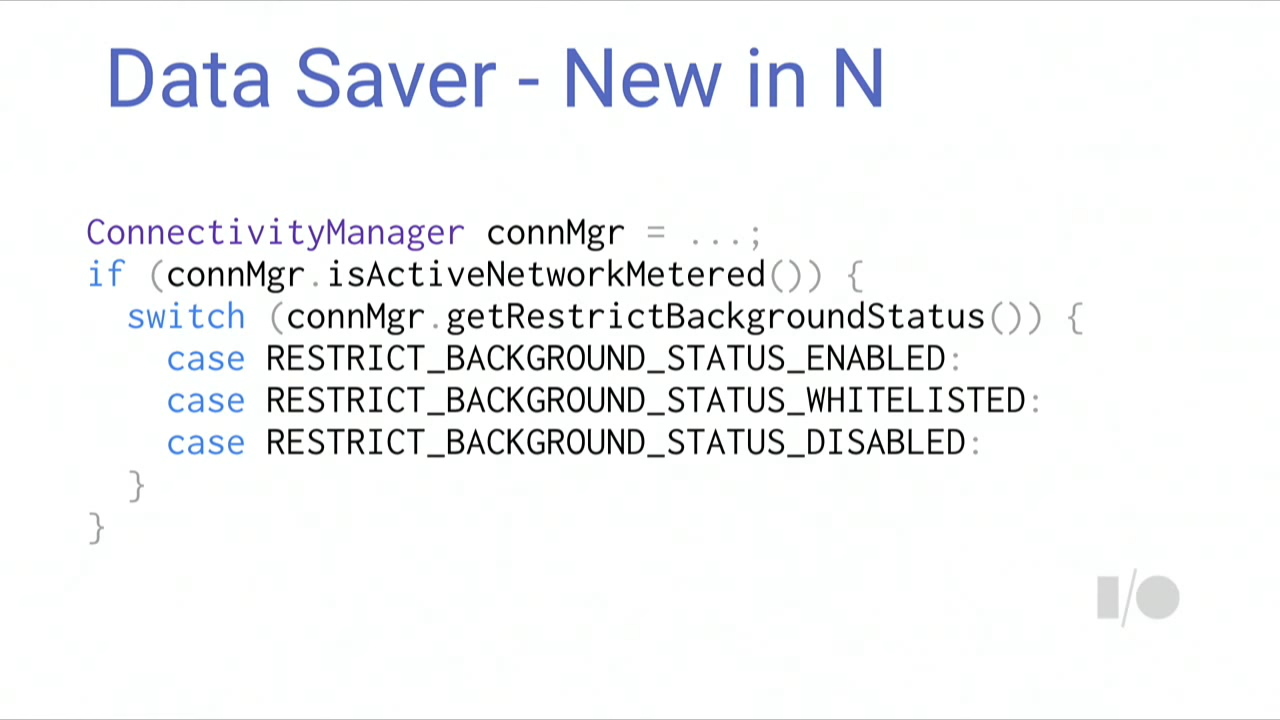 Data Saver - New in N
ConnectivityManager connMgr = ...;
if (connMgr.isActiveNetworkMetered()) {
switch (connMgr.getRestrictBackgroundStatus()) {
case RESTRICT_BACKGROUND_STATUS_ENABLED:
case RESTRICT_BACKGROUND_STATUS_WHITELISTED:
case RESTRICT_BACKGROUND_STATUS_DISABLED:
}
}
I/O